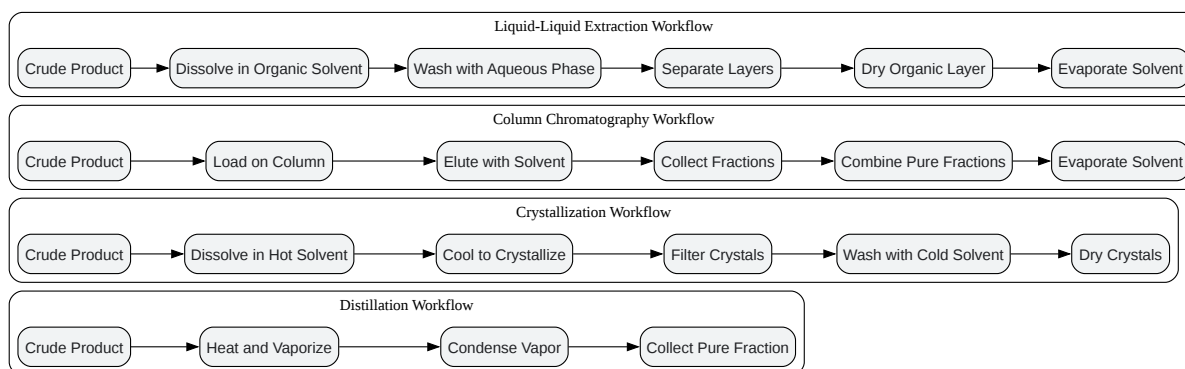 Liquid-Liquid Extraction Workflow
Crude Product
Dissolve in Organic Solvent
Wash with Aqueous Phase
Separate Layers
Dry Organic Layer
Evaporate Solvent
Column Chromatography Workflow
Crude Product
Load on Column
Elute with Solvent
Collect Fractions
Combine Pure Fractions
Evaporate Solvent
Crystallization Workflow
Crude Product
Dissolve in Hot Solvent
Cool to Crystallize
Filter Crystals
Wash with Cold Solvent
Dry Crystals
Distillation Workflow
Crude Product
Heat and Vaporize
Condense Vapor
Collect Pure Fraction